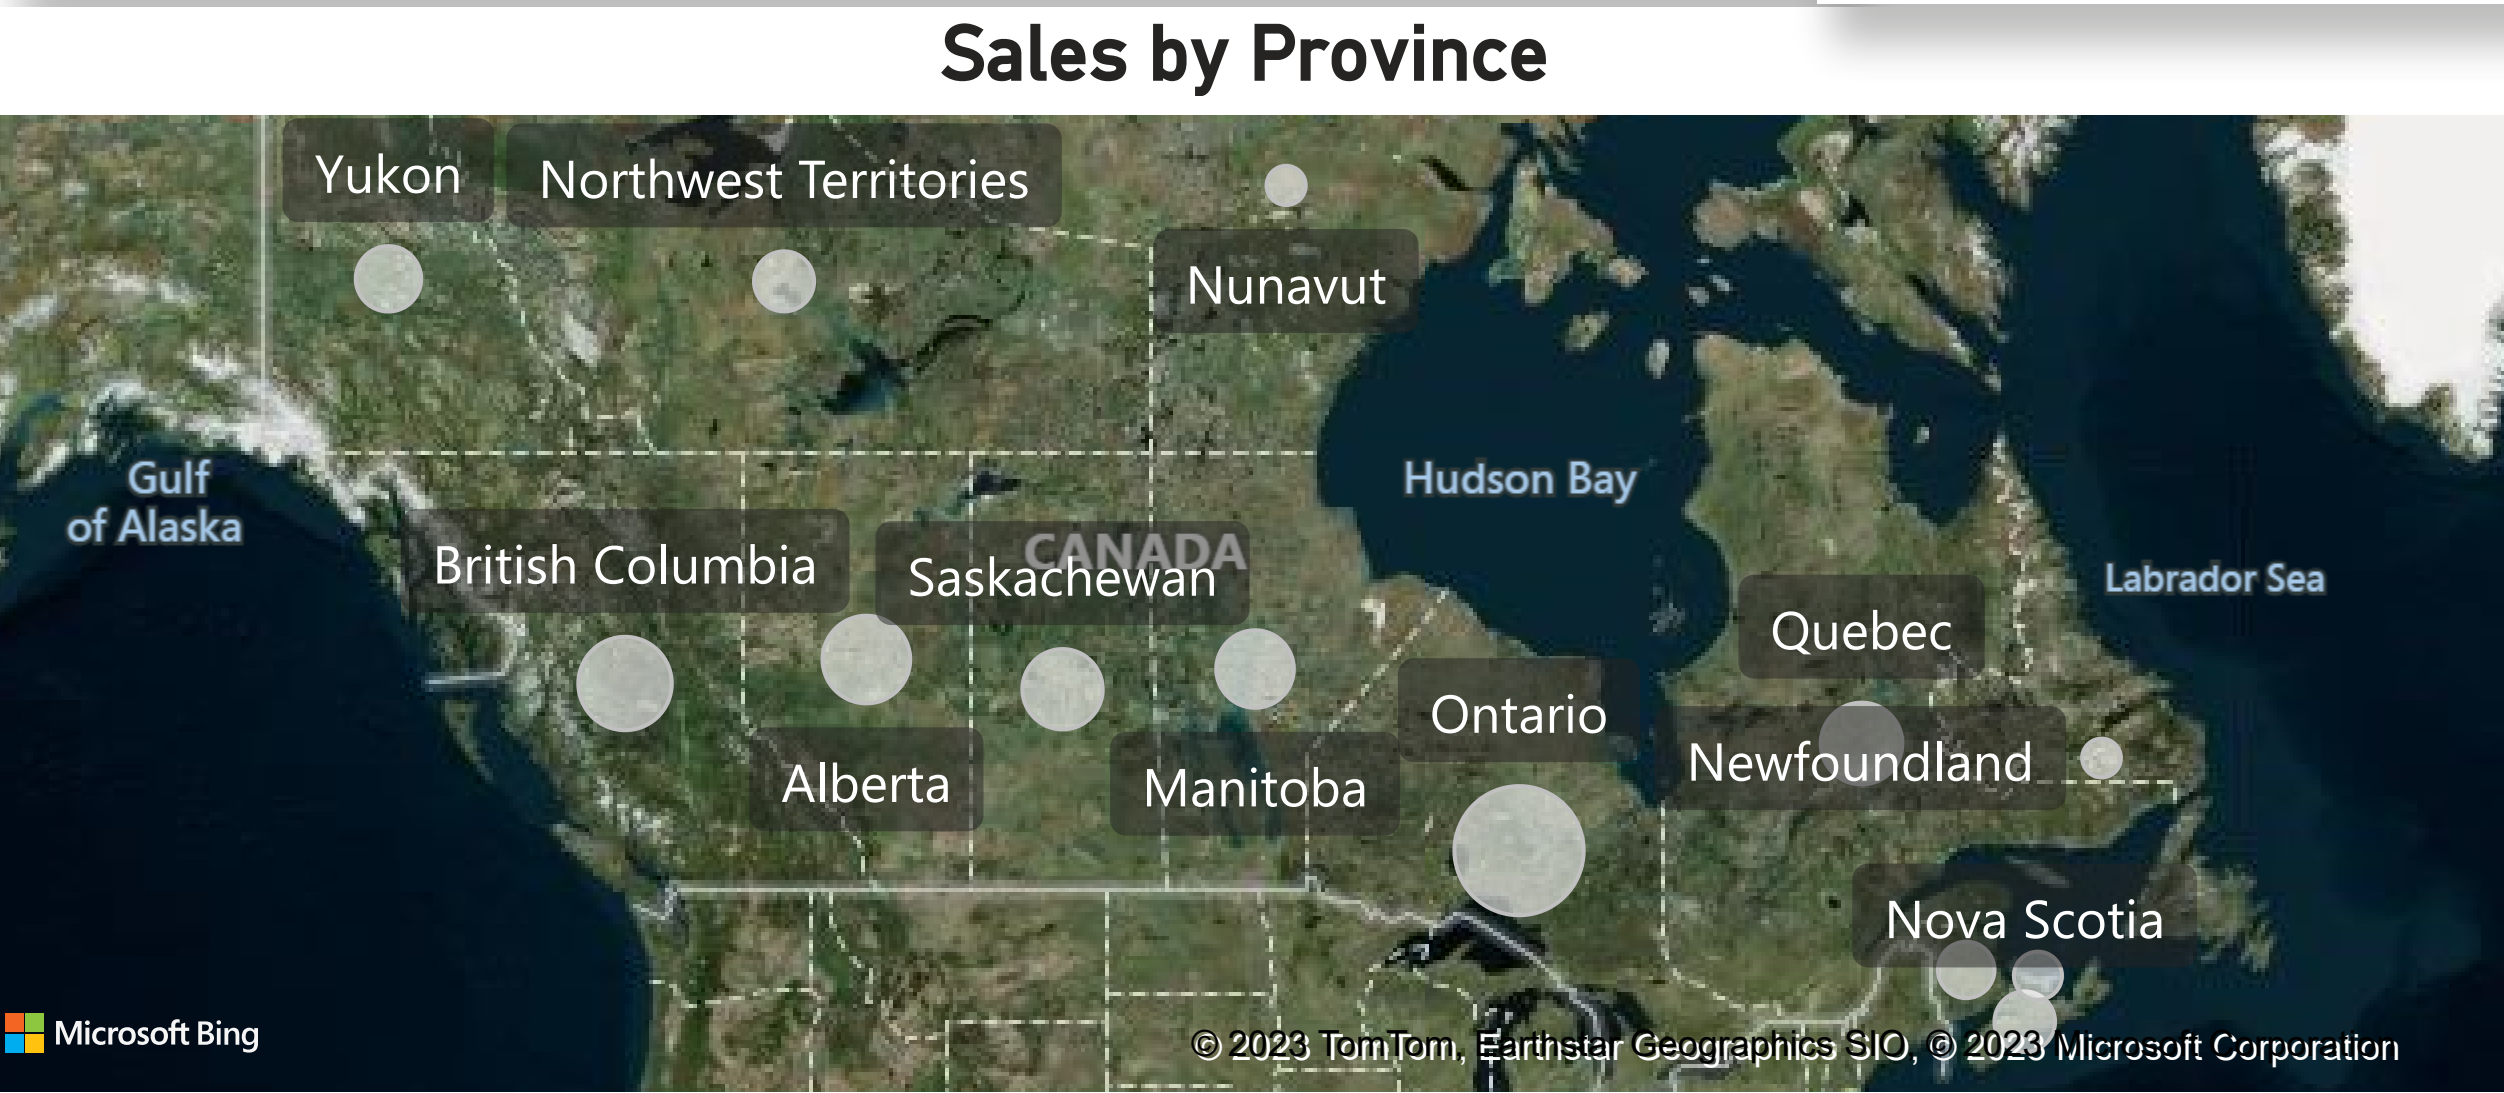 Sales by Province
Yukon
Northwest Territories
Nunavut
Gulf
of Alaska
Hudson Bay
CANADA
British Columbia
Saskachewan
Labrador Sea
Quebec
Ontario
Newfoundland
Alberta
Manitoba
Nova Scotia
Microsoft Bing
© 2023 TomTom, Earthstar Geographics SIO, © 2023 Microsoft Corporation